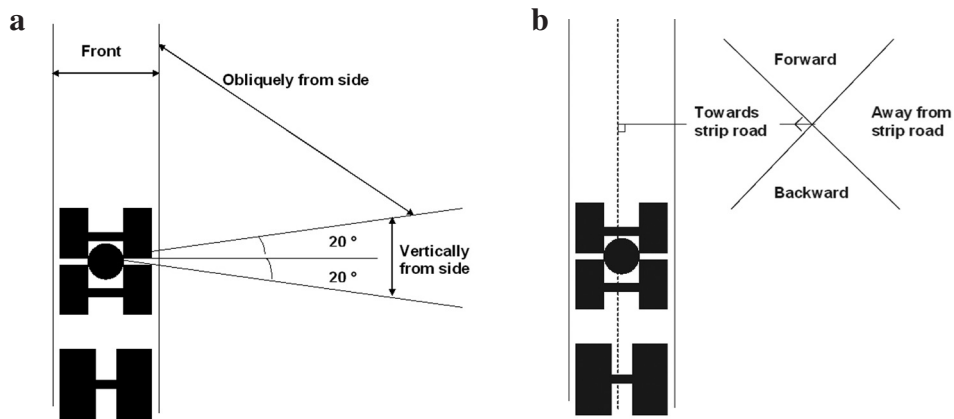 a
Front
Obliquely from side
20 °
20 °
Vertically
from side
b
Forward
Towards
strip road
Away from
strip road
Backward